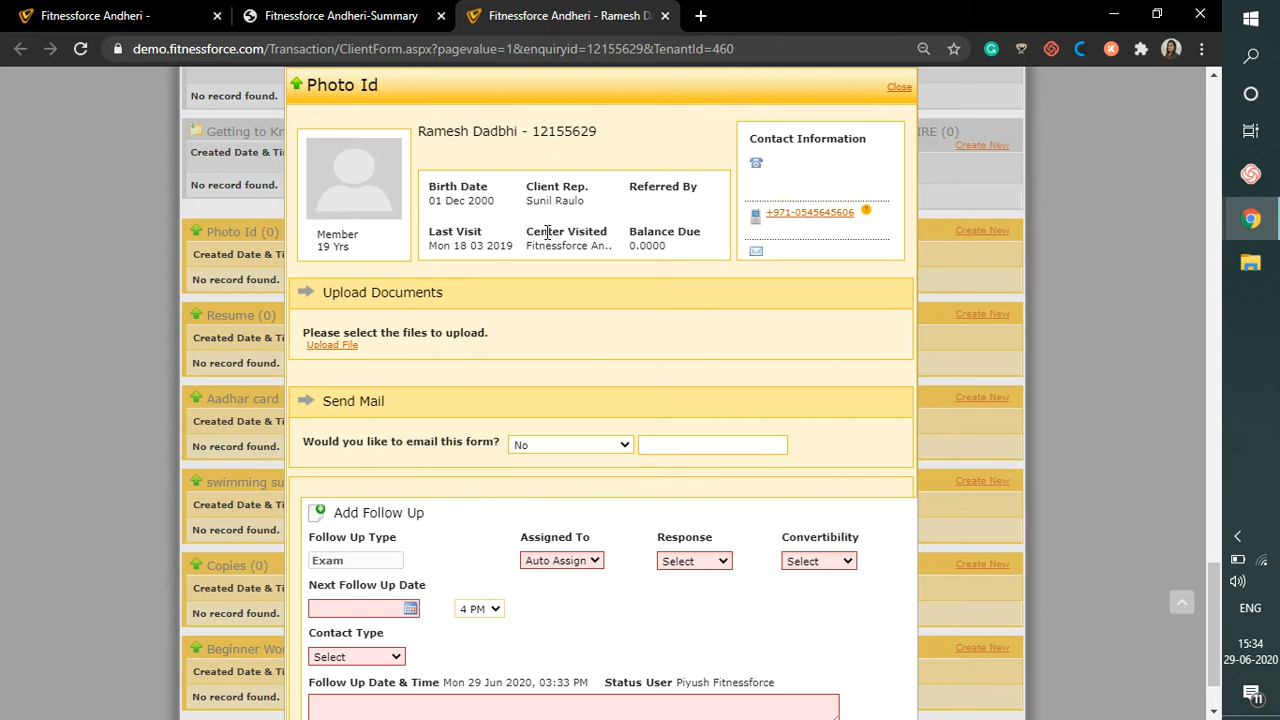 Fitnessforce Andheri -
Fitnessforce Andheri-Summary
Fitnessforce Andheri - Ramesh D
demo.fitnessforce.com/Transaction/ClientForm.aspx?pagevalue=1&enquiryid=12155629&TenantId=460
No record found.
Getting to Kn
IRE (0)
Created Date & Ti
Create New
No record found.
Photo Id (0)
Create New
Created Date & Ti
No record found.
Resume (0)
Create New
Created Date & Ti
No record found.
Aadhar card
Create New
Created Date & Ti
No record found.
swimming su
Create New
Created Date & Ti
No record found.
Copies (0)
Create New
Created Date & Ti
No record found.
Beginner Wo
Create New
Created Date & Ti
No record found.
Photo Id
Close
Ramesh Dadbhi - 12155629
Member
19 Yrs
Birth Date
01 Dec 2000
Client Rep.
Sunil Raulo
Referred By
Last Visit
Mon 18 03 2019
Center Visited
Fitnessforce An..
Balance Due
0.0000
Contact Information
+971-0545645606
Upload Documents
Please select the files to upload.
Upload File
Send Mail
Would you like to email this form?
No
Add Follow Up
Follow Up Type
Exam
Assigned To
Auto Assign
Response
Select
Convertibility
Select
Next Follow Up Date
4 PM
Contact Type
Select
Follow Up Date & Time Mon 29 Jun 2020, 03:33 PM Status User Piyush Fitnessforce
ENG
15:34
29-06-2020
11